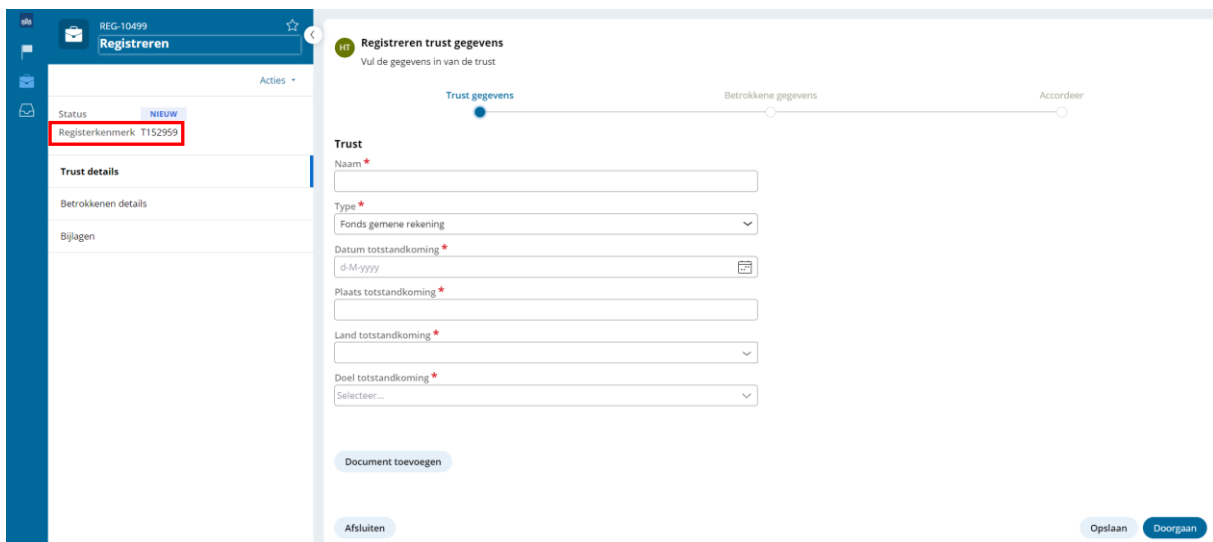 REG-10499
Registreren
Acties
Status NIEUW
Registerkenmerk T152959
Trust details
Betrokkenen details
Bijlagen
HT
Registreren trust gegevens
Vul de gegevens in van de trust
Trust gegevens
Betrokkene gegevens
Accordeer
Trust
Naam *
Type *
Fonds gemene rekening
Datum totstandkoming *
d-M-yyyy
Plaats totstandkoming *
Land totstandkoming *
Doel totstandkoming *
Selecteer...
Document toevoegen
Afsluiten
Opslaan
Doorgaan